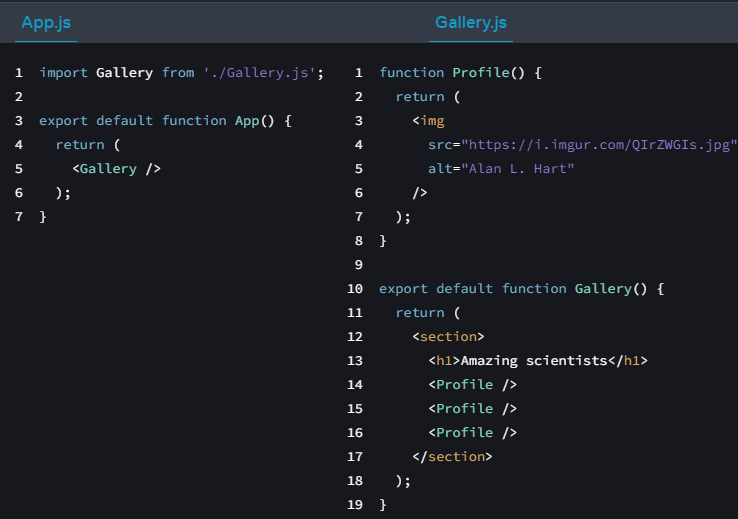 App.js
1 import Gallery from './Gallery.js';
2
3 export default function App() {
4   return (
5     <Gallery />
6   );
7 }
Gallery.js
1 function Profile() {
2   return (
3     <img
4       src="https://i.imgur.com/QIrZWGIs.jpg"
5       alt="Alan L. Hart"
6     />
7   );
8 }
9
10 export default function Gallery() {
11   return (
12     <section>
13       <h1>Amazing scientists</h1>
14       <Profile />
15       <Profile />
16       <Profile />
17     </section>
18   );
19 }